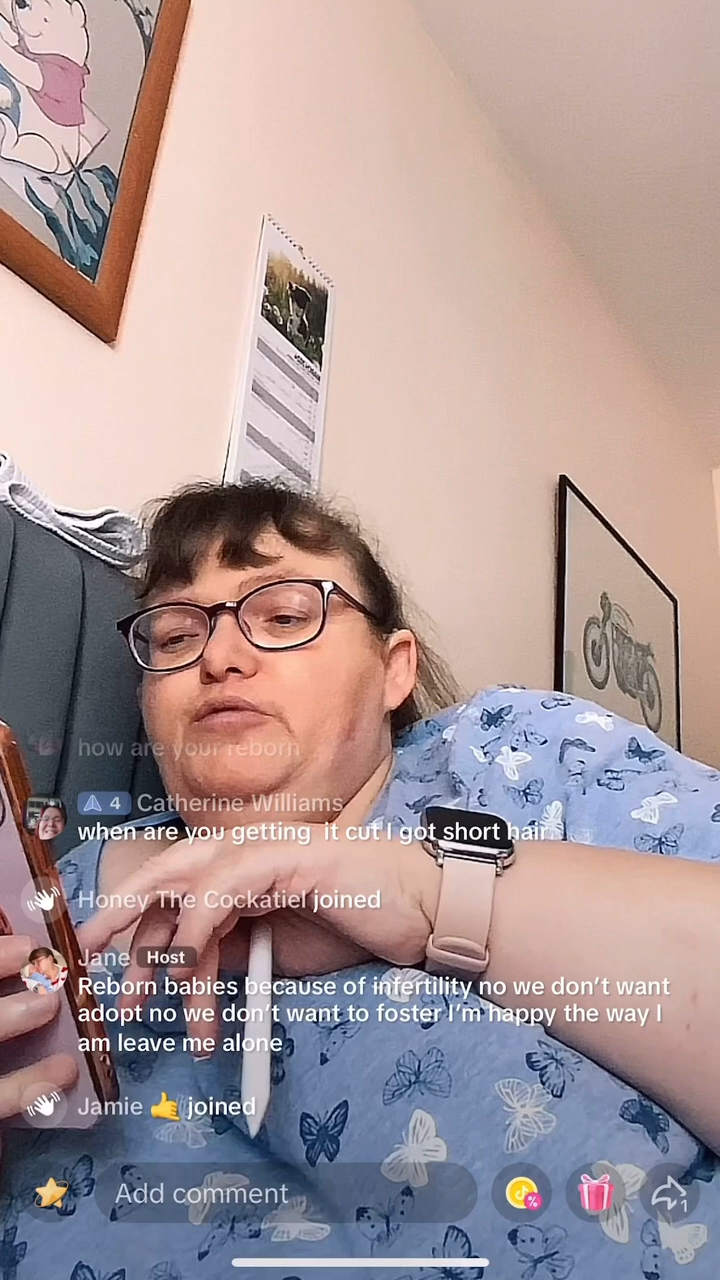 how are your reborn
4 Catherine Williams
when are you getting it cut I got short hair
Honey The Cockatiel joined
Jane Host
Reborn babies because of infertility no we don't want
adopt no we don't want to foster I'm happy the way I
am leave me alone
Jamie 🤙 joined
Add comment
1